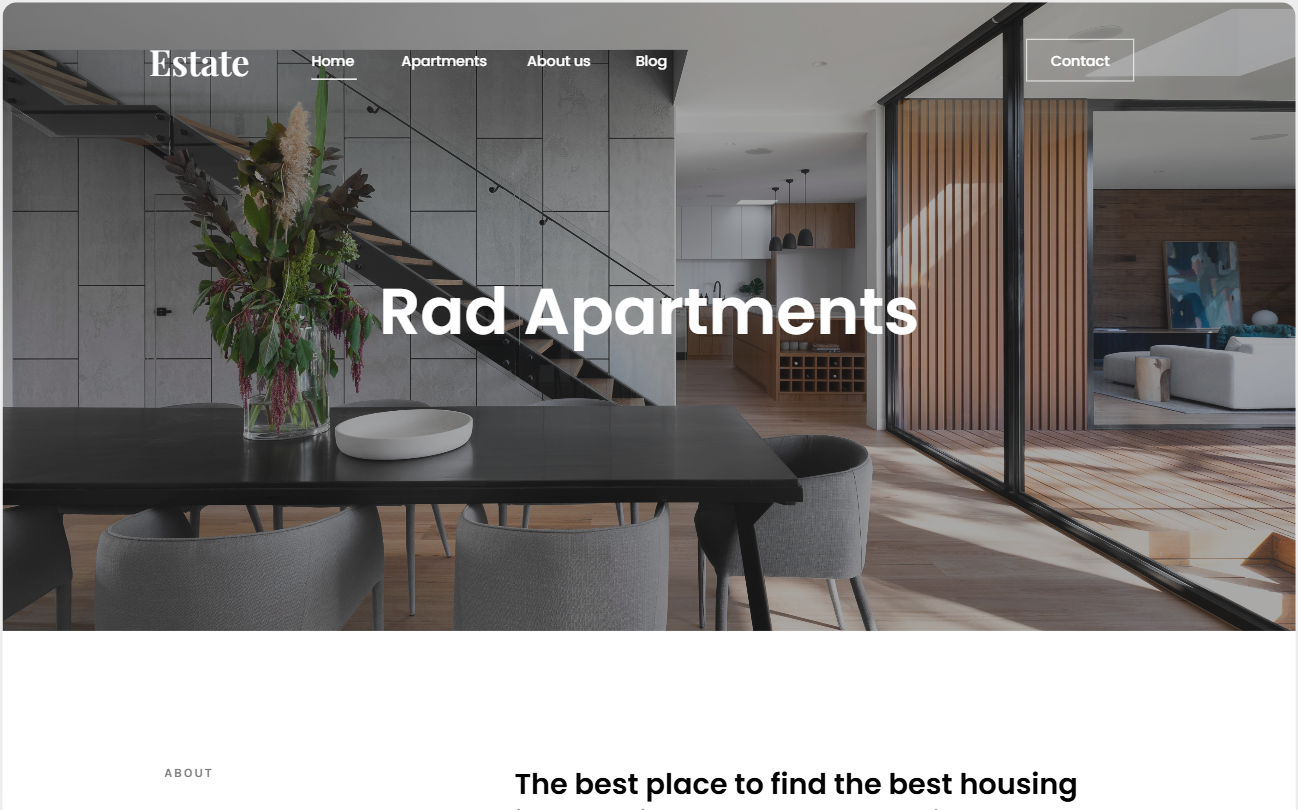 Estate
Home
Apartments
About us
Blog
Contact
Rad Apartments
ABOUT
The best place to find the best housing